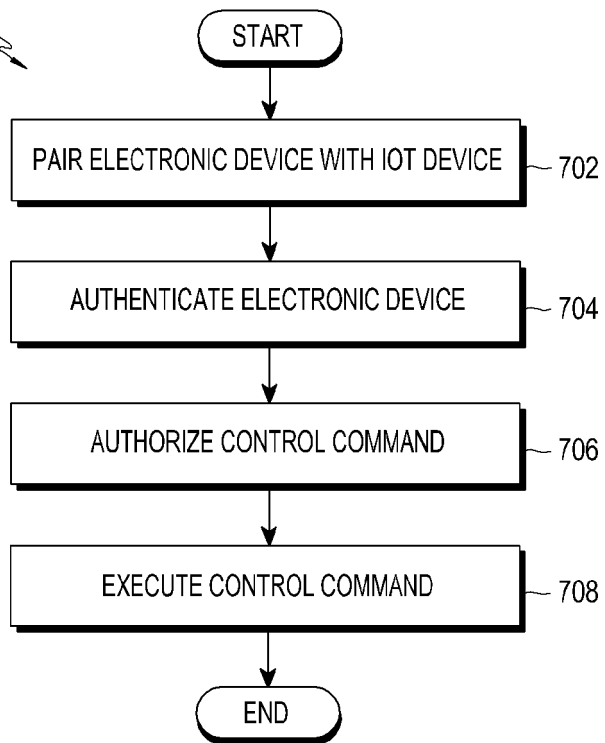 START
PAIR ELECTRONIC DEVICE WITH IOT DEVICE
702
AUTHENTICATE ELECTRONIC DEVICE
704
AUTHORIZE CONTROL COMMAND
706
EXECUTE CONTROL COMMAND
708
END